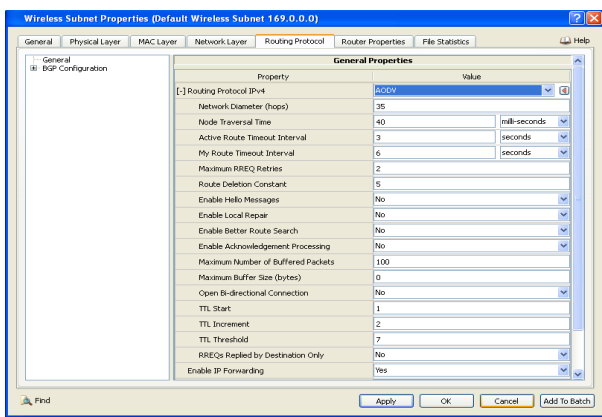 Wireless Subnet Properties (Default Wireless Subnet 169.0.0.0)
General Physical Layer MAC Layer Network Layer Routing Protocol Router Properties File Statistics Help
General
BGP Configuration
General Properties
Property Value
[-] Routing Protocol IPv4 AODV
Network Diameter (hops) 35
Node Traversal Time 40 milli-seconds
Active Route Timeout Interval 3 seconds
My Route Timeout Interval 6 seconds
Maximum RREQ Retries 2
Route Deletion Constant 5
Enable Hello Messages No
Enable Local Repair No
Enable Better Route Search No
Enable Acknowledgement Processing No
Maximum Number of Buffered Packets 100
Maximum Buffer Size (bytes) 0
Open Bi-directional Connection No
TTL Start 1
TTL Increment 2
TTL Threshold 7
RREQs Replied by Destination Only No
Enable IP Forwarding Yes
Find Apply OK Cancel Add To Batch